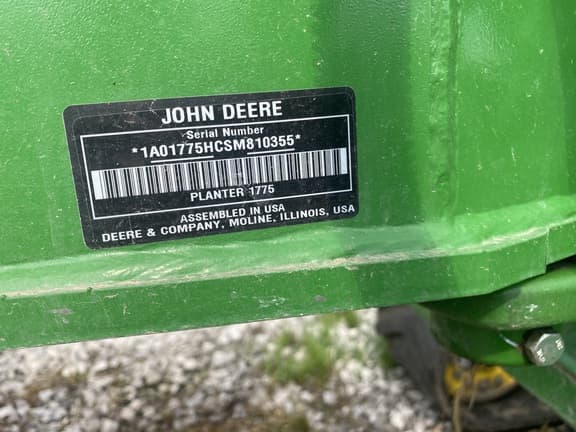 JOHN DEERE
Serial Number
*1A01775HCSM810355*
PLANTER 1775
ASSEMBLED IN USA
DEERE & COMPANY, MOLINE, ILLINOIS, USA